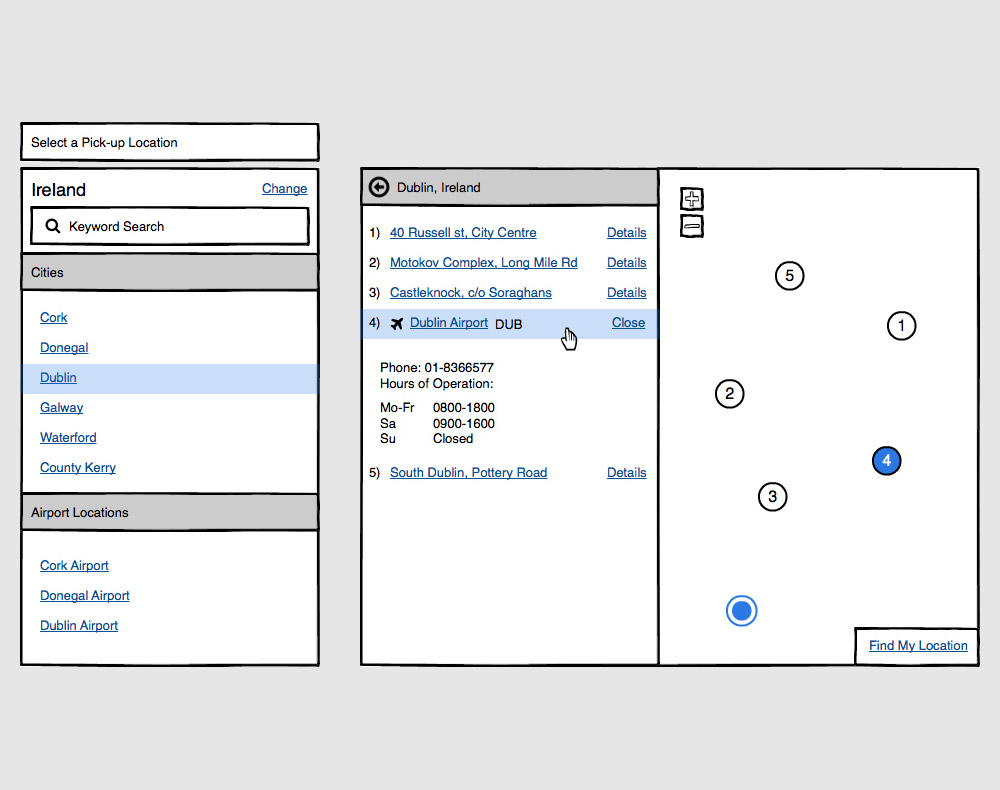 Select a Pick-up Location
Ireland Change
Keyword Search
Cities
Cork
Donegal
Dublin
Galway
Waterford
County Kerry
Airport Locations
Cork Airport
Donegal Airport
Dublin Airport
Dublin, Ireland
1) 40 Russell st, City Centre Details
2) Motokov Complex, Long Mile Rd Details
3) Castleknock, c/o Soraghans Details
4) Dublin Airport DUB Close
Phone: 01-8366577
Hours of Operation:
Mo-Fr 0800-1800
Sa 0900-1600
Su Closed
5) South Dublin, Pottery Road Details
5
1
2
4
3
Find My Location